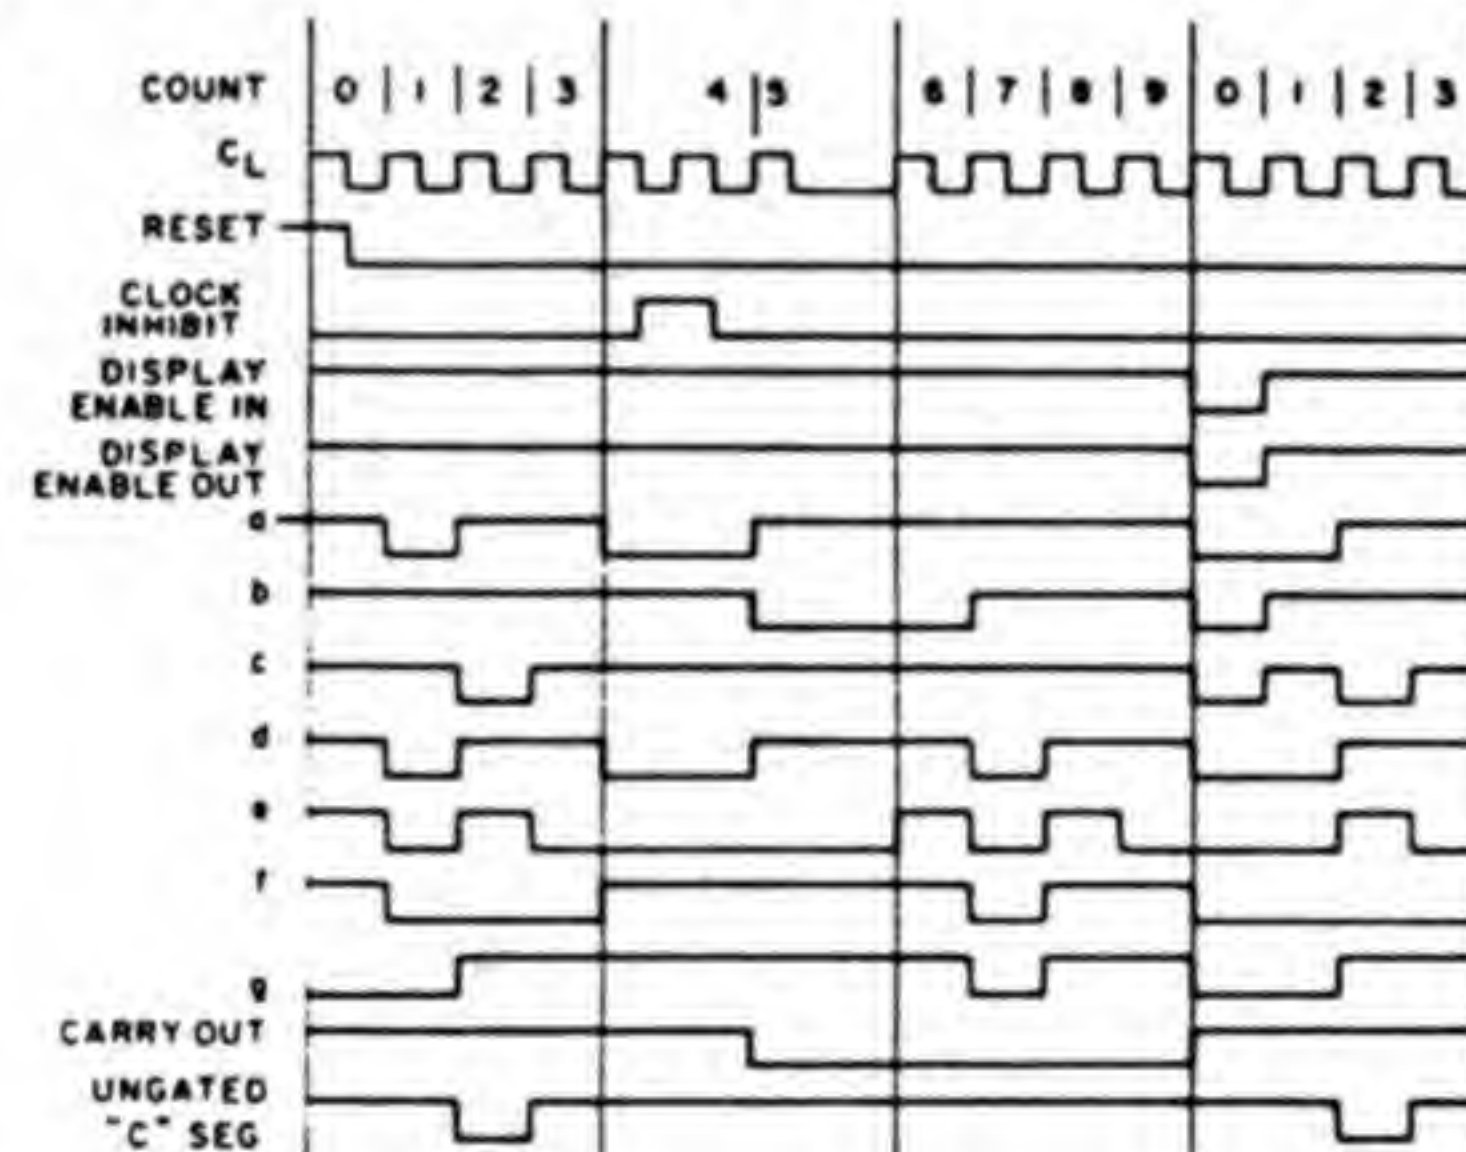 COUNT 0 1 2 3 4 5 6 7 8 9 0 1 2 3
CL
RESET
CLOCK
INHIBIT
DISPLAY
ENABLE IN
DISPLAY
ENABLE OUT
a
b
c
d
e
f
g
CARRY OUT
UNGATED
"C" SEG